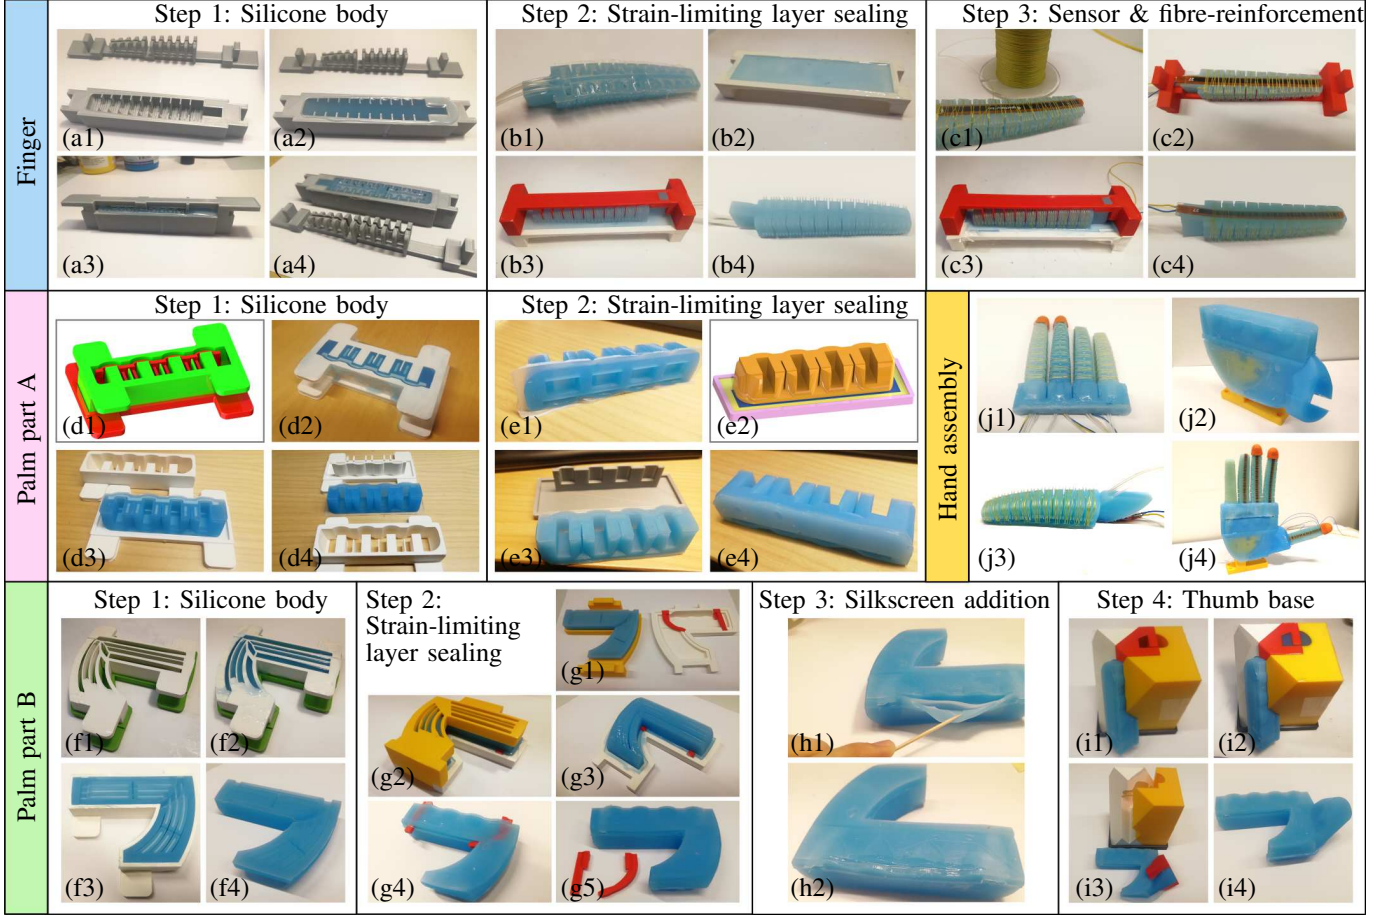 Finger
Step 1: Silicone body
(a1)
(a2)
(a3)
(a4)
Step 2: Strain-limiting layer sealing
(b1)
(b2)
(b3)
(b4)
Step 3: Sensor & fibre-reinforcement
(c1)
(c2)
(c3)
(c4)
Palm part A
Step 1: Silicone body
(d1)
(d2)
(d3)
(d4)
Step 2: Strain-limiting layer sealing
(e1)
(e2)
(e3)
(e4)
Hand assembly
(j1)
(j2)
(j3)
(j4)
Palm part B
Step 1: Silicone body
(f1)
(f2)
(f3)
(f4)
Step 2:
Strain-limiting
layer sealing
(g1)
(g2)
(g3)
(g4)
(g5)
Step 3: Silkscreen addition
(h1)
(h2)
Step 4: Thumb base
(i1)
(i2)
(i3)
(i4)